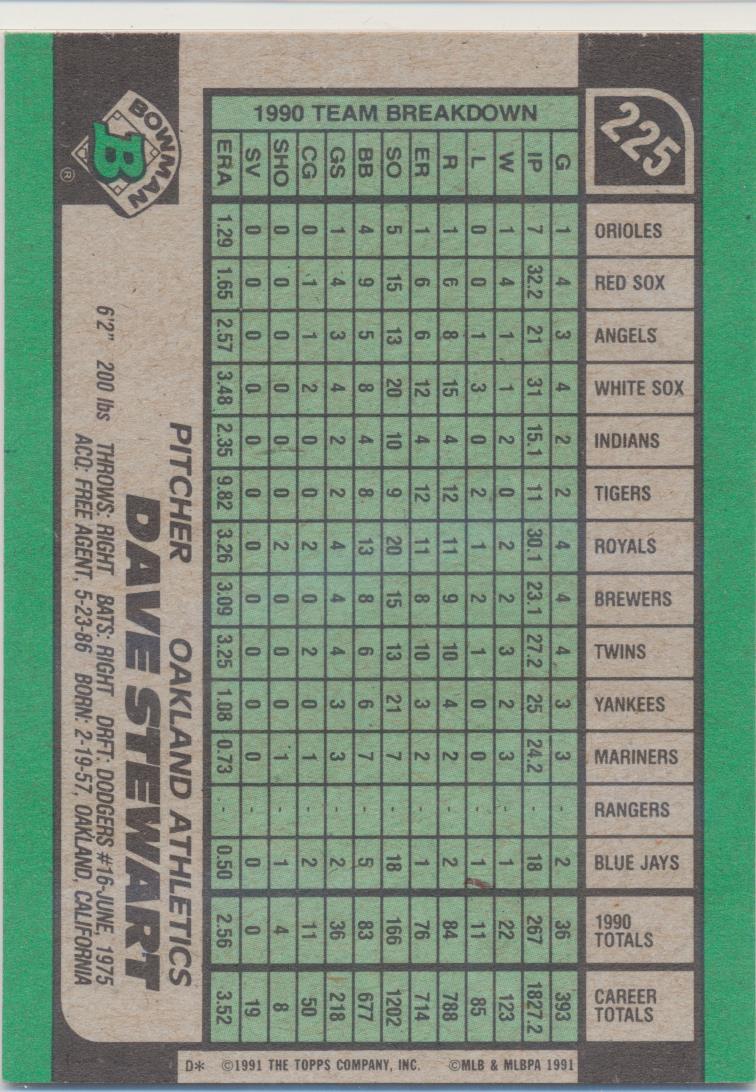 225
BOWMAN
B
®
PITCHER OAKLAND ATHLETICS
DAVE STEWART
6'2" 200 lbs THROWS: RIGHT BATS: RIGHT DRFT: DODGERS #16-JUNE, 1975
ACQ: FREE AGENT, 5-23-86 BORN: 2-19-57, OAKLAND, CALIFORNIA
1990 TEAM BREAKDOWN
G IP W L R ER SO BB GS CG SHO SV ERA
ORIOLES 1 7 1 0 1 1 5 4 1 0 0 0 1.29
RED SOX 4 32.2 4 0 6 6 15 9 4 1 0 0 1.65
ANGELS 3 21 1 1 8 6 13 5 3 1 0 0 2.57
WHITE SOX 4 31 1 3 15 12 20 8 4 2 0 0 3.48
INDIANS 2 15.1 2 0 4 4 10 4 2 0 0 0 2.35
TIGERS 2 11 0 2 12 12 9 8 2 0 0 0 9.82
ROYALS 4 30.1 2 1 11 11 20 13 4 2 2 0 3.26
BREWERS 4 23.1 2 2 9 8 15 8 4 0 0 0 3.09
TWINS 4 27.2 3 1 10 10 13 6 4 2 0 0 3.25
YANKEES 3 25 2 0 4 3 21 6 3 0 0 0 1.08
MARINERS 3 24.2 3 0 2 2 7 7 3 1 1 0 0.73
RANGERS - - - - - - - - - - - - -
BLUE JAYS 2 18 1 1 2 1 18 5 2 2 1 0 0.50
1990 TOTALS 36 267 22 11 84 76 166 83 36 11 4 0 2.56
CAREER TOTALS 393 1827.2 123 85 788 714 1202 677 218 50 8 19 3.52
D* ©1991 THE TOPPS COMPANY, INC. ©MLB & MLBPA 1991